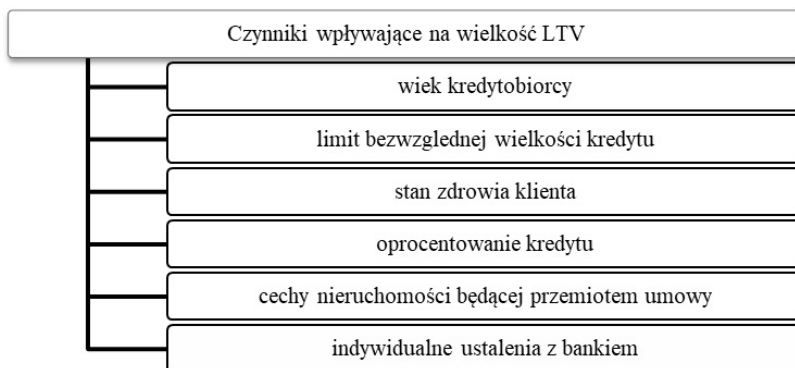 Czynniki wpływające na wielkość LTV
wiek kredytobiorcy
limit bezwzglednej wielkości kredytu
stan zdrowia klienta
oprocentowanie kredytu
cechy nieruchomości będącej przemiotem umowy
indywidualne ustalenia z bankiem